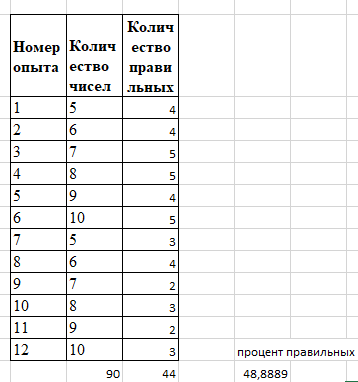 Номер опыта Количество чисел Количество правильных
1 5 4
2 6 4
3 7 5
4 8 5
5 9 4
6 10 5
7 5 3
8 6 4
9 7 2
10 8 3
11 9 2
12 10 3 процент правильных
90 44 48,8889